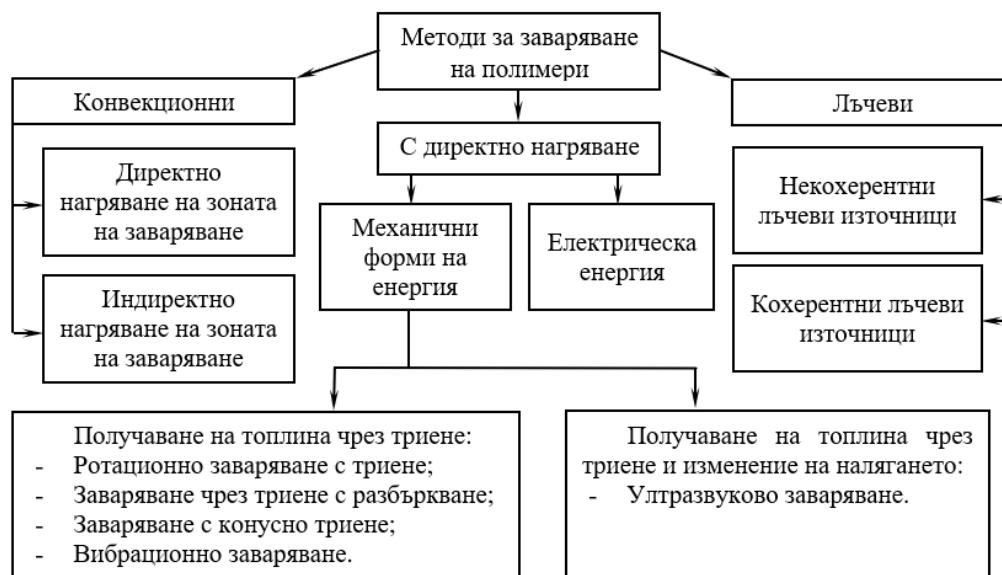 Методи за заваряване
на полимери
Конвекционни
Лъчеви
С директно нагряване
Директно
нагряване на зоната
на заваряване
Некохерентни
лъчеви източници
Механични
форми на
енергия
Електрическа
енергия
Индиректно
нагряване на зоната
на заваряване
Кохерентни лъчеви
източници
Получаване на топлина чрез триене:
- Ротационно заваряване с триене;
- Заваряване чрез триене с разбъркване;
- Заваряване с конусно триене;
- Вибрационно заваряване.
Получаване на топлина чрез
триене и изменение на налягането:
- Ултразвуково заваряване.